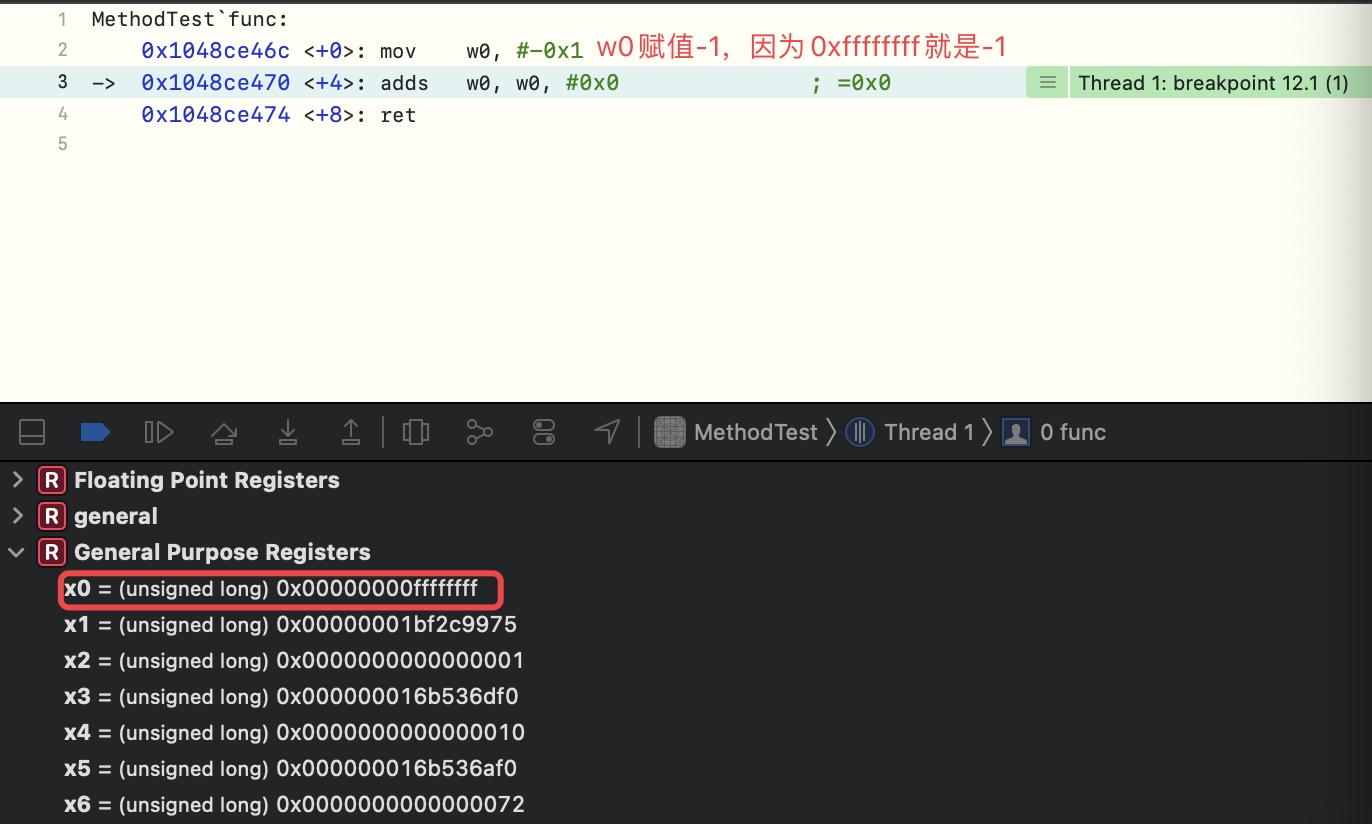 1 MethodTest`func:
2 0x1048ce46c <+0>: mov w0, #-0x1 w0赋值-1，因为0xffffffff就是-1
3 -> 0x1048ce470 <+4>: adds w0, w0, #0x0 ; =0x0 Thread 1: breakpoint 12.1 (1)
4 0x1048ce474 <+8>: ret
5
MethodTest 〉 Thread 1 〉 0 func
R Floating Point Registers
R general
R General Purpose Registers
x0 = (unsigned long) 0x00000000ffffffff
x1 = (unsigned long) 0x00000001bf2c9975
x2 = (unsigned long) 0x0000000000000001
x3 = (unsigned long) 0x000000016b536df0
x4 = (unsigned long) 0x0000000000000010
x5 = (unsigned long) 0x000000016b536af0
x6 = (unsigned long) 0x0000000000000072